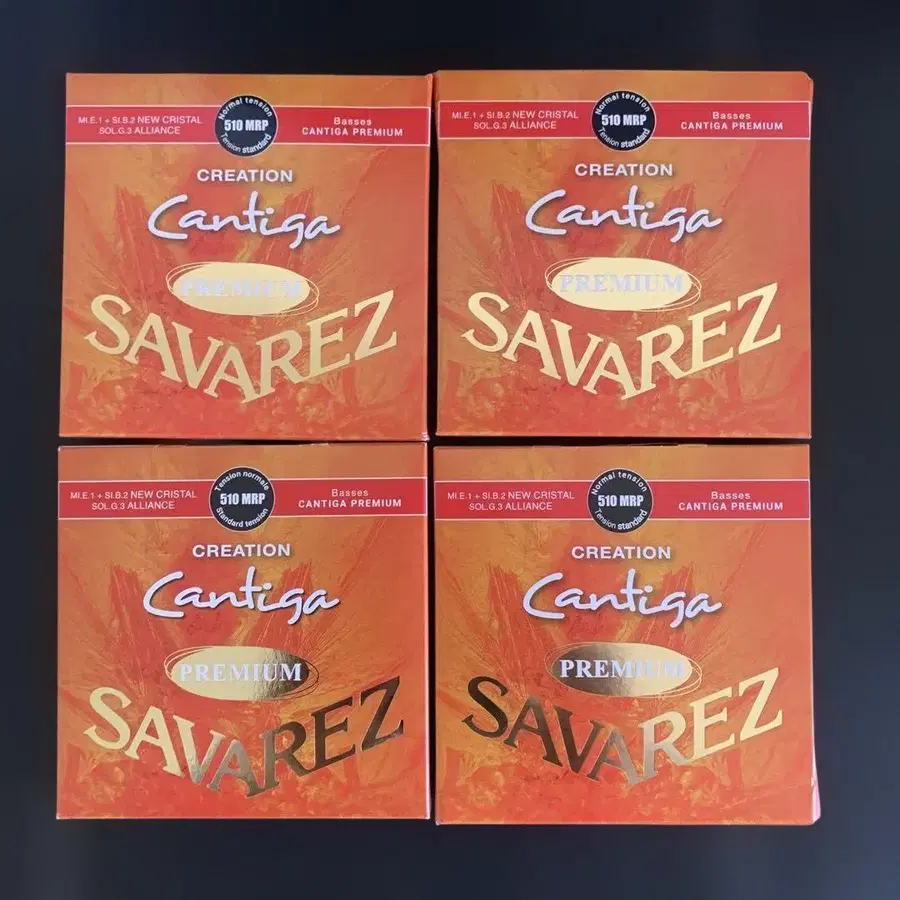 MI.E.1 + SI.B.2 NEW CRISTAL
SOL.G.3 ALLIANCE
Normal tension
510 MRP
Tension standard
Basses
CANTIGA PREMIUM
CREATION
Cantiga
PREMIUM
SAVAREZ
MI.E.1 + SI.B.2 NEW CRISTAL
SOL.G.3 ALLIANCE
Normal tension
510 MRP
Tension standard
Basses
CANTIGA PREMIUM
CREATION
Cantiga
PREMIUM
SAVAREZ
MI.E.1 + SI.B.2 NEW CRISTAL
SOL.G.3 ALLIANCE
Tension normale
510 MRP
Standard tension
Basses
CANTIGA PREMIUM
CREATION
Cantiga
PREMIUM
SAVAREZ
MI.E.1 + SI.B.2 NEW CRISTAL
SOL.G.3 ALLIANCE
Normal tension
510 MRP
Tension standard
Basses
CANTIGA PREMIUM
CREATION
Cantiga
PREMIUM
SAVAREZ